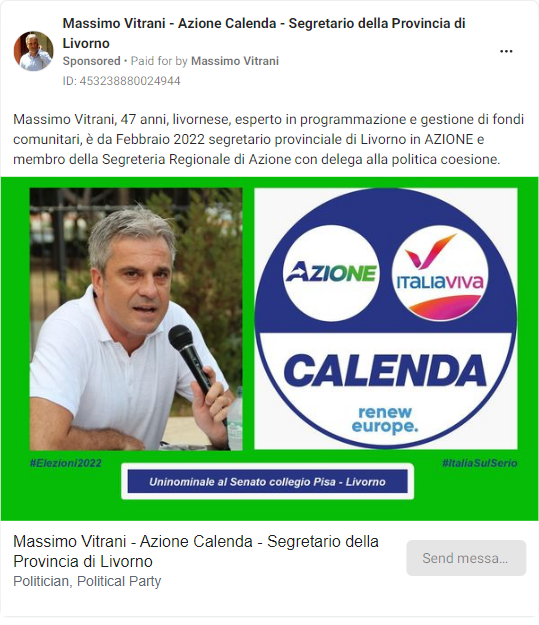 Massimo Vitrani - Azione Calenda - Segretario della Provincia di
Livorno
Sponsored • Paid for by Massimo Vitrani
ID: 453238880024944
Massimo Vitrani, 47 anni, livornese, esperto in programmazione e gestione di fondi
comunitari, è da Febbraio 2022 segretario provinciale di Livorno in AZIONE e
membro della Segreteria Regionale di Azione con delega alla politica coesione.
AZIONE
ITALIAVIVA
CALENDA
renew
europe.
#Elezioni2022
#ItaliaSulSerio
Uninominale al Senato collegio Pisa - Livorno
Massimo Vitrani - Azione Calenda - Segretario della
Provincia di Livorno
Politician, Political Party
Send messa...